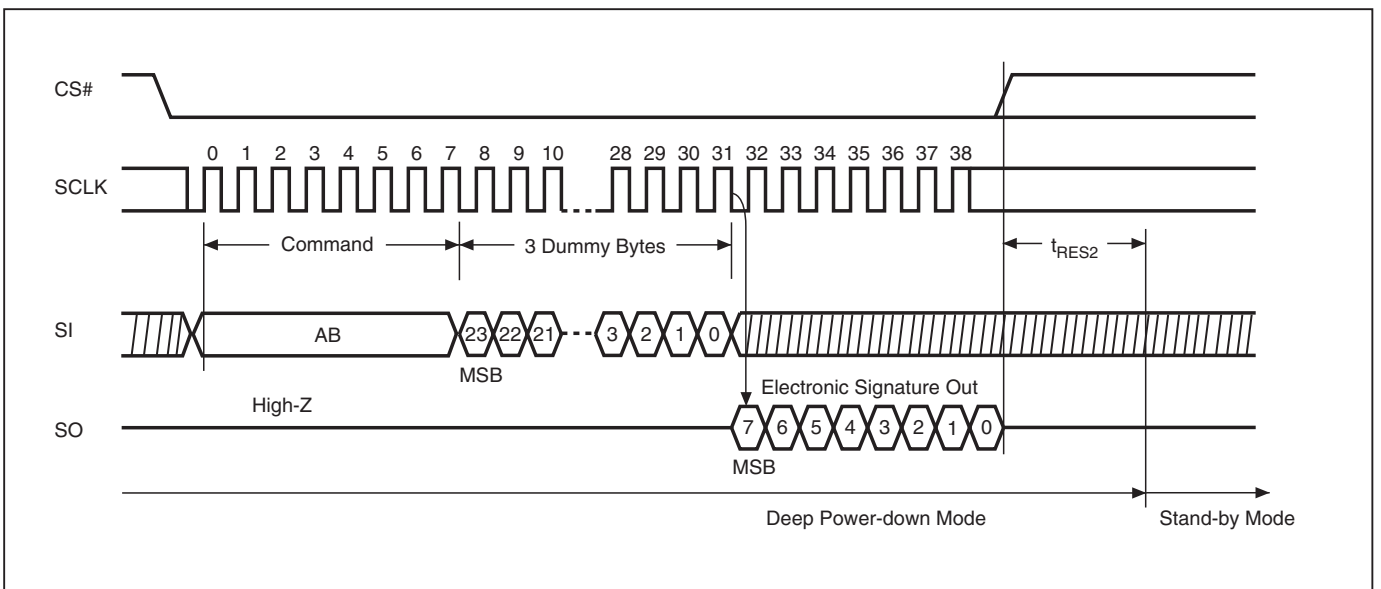 CS#
0 1 2 3 4 5 6 7 8 9 10 28 29 30 31 32 33 34 35 36 37 38
SCLK
Command 3 Dummy Bytes tRES2
SI AB 23 22 21 3 2 1 0
MSB
Electronic Signature Out
High-Z
SO 7 6 5 4 3 2 1 0
MSB
Deep Power-down Mode Stand-by Mode